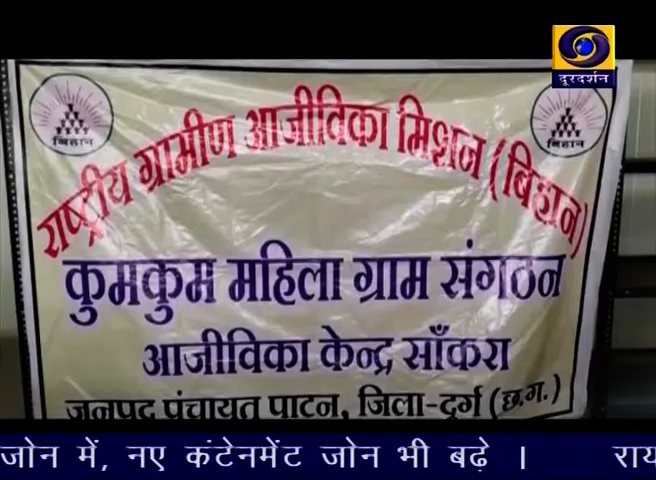 दूरदर्शन
बिहान
बिहान
राष्ट्रीय ग्रामीण आजीविका मिशन (बिहान)
कुमकुम महिला ग्राम संगठन
आजीविका केन्द्र साँकरा
जनपद पंचायत पाटन, जिला-दुर्ग (छ.ग.)
जोन में, नए कंटेनमेंट जोन भी बढ़े । राय